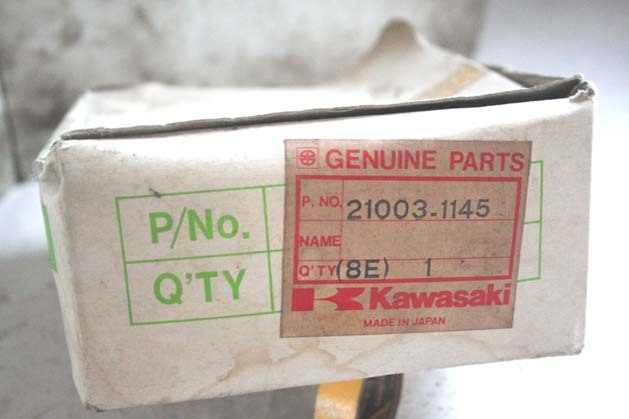 GENUINE PARTS
P/No.
P. NO. 21003-1145
NAME
Q'TY
Q'TY (8E) 1
Kawasaki
MADE IN JAPAN